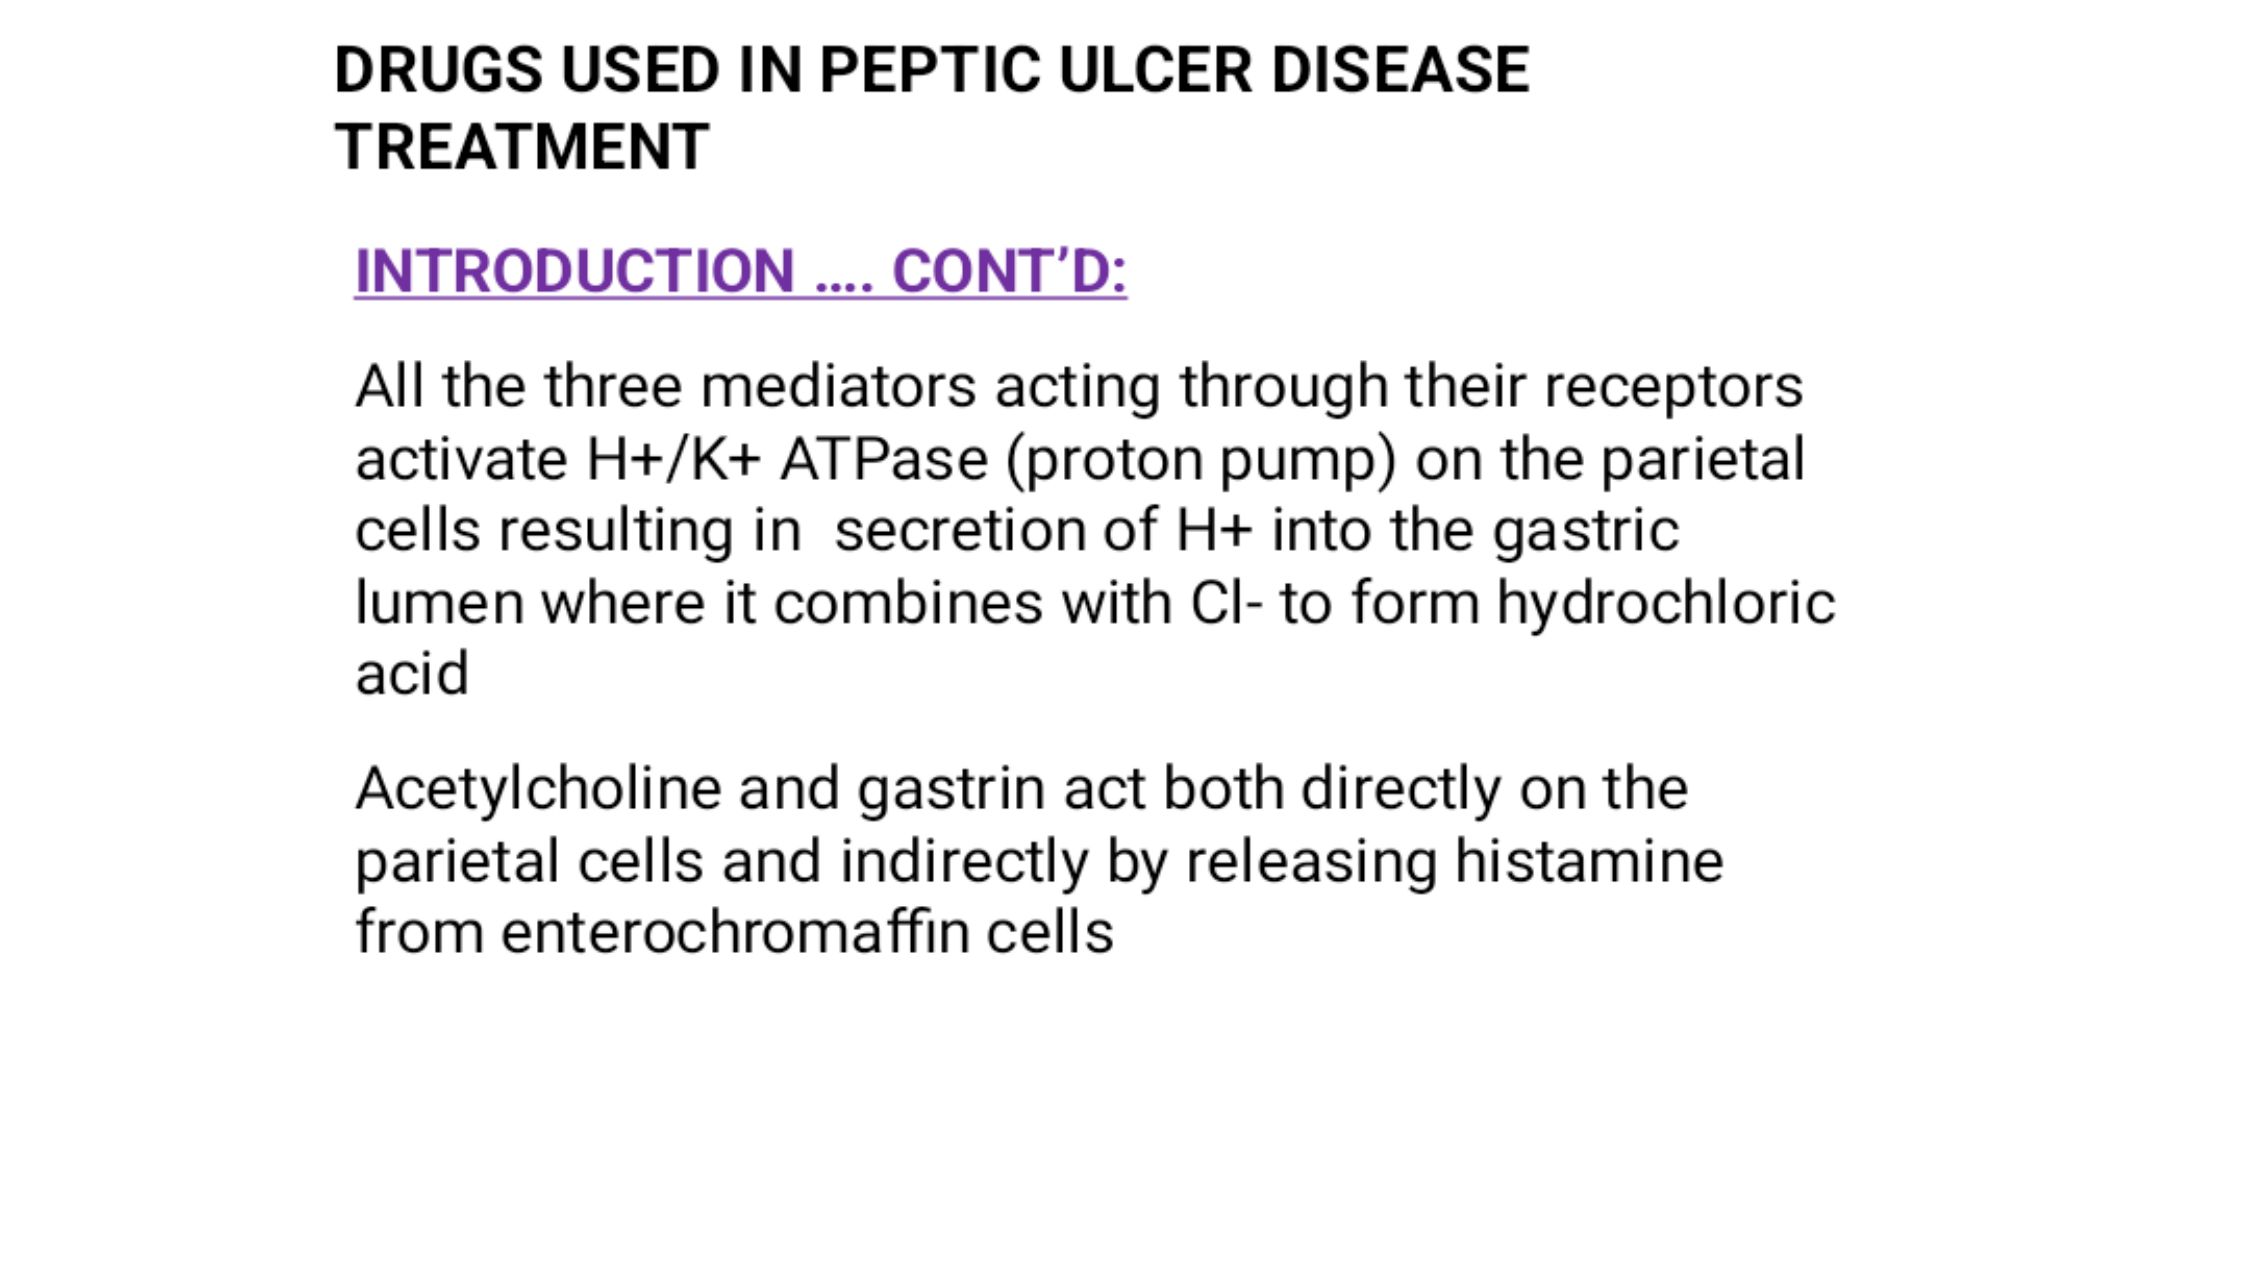 DRUGS USED IN PEPTIC ULCER DISEASE
TREATMENT
INTRODUCTION .... CONT’D:
All the three mediators acting through their receptors
activate H+/K+ ATPase (proton pump) on the parietal
cells resulting in  secretion of H+ into the gastric
lumen where it combines with Cl- to form hydrochloric
acid
Acetylcholine and gastrin act both directly on the
parietal cells and indirectly by releasing histamine
from enterochromaffin cells